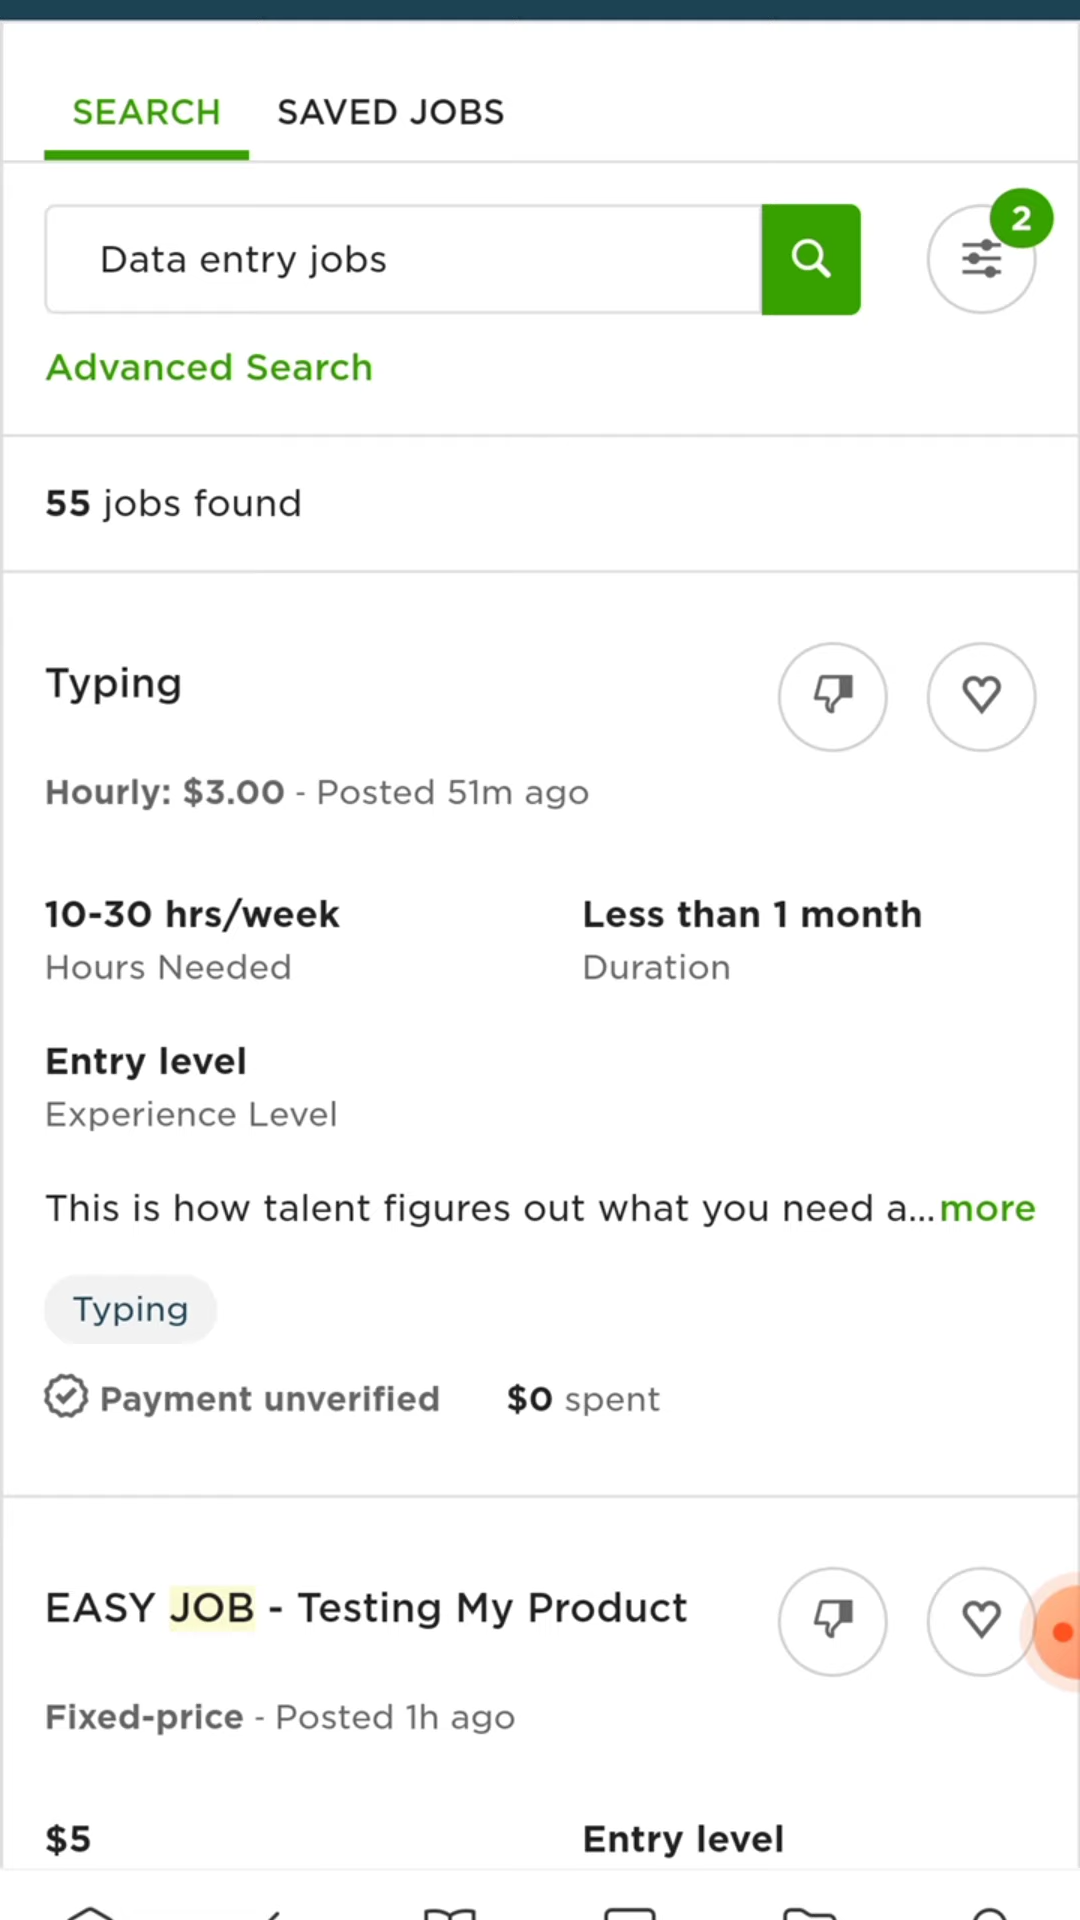 SEARCH SAVED JOBS
2
Data entry jobs
Advanced Search
55 jobs found
Typing
Hourly: $3.00 - Posted 51m ago
10-30 hrs/week Less than 1 month
Hours Needed Duration
Entry level
Experience Level
This is how talent figures out what you need a... more
Typing
Payment unverified $0 spent
EASY JOB - Testing My Product
Fixed-price - Posted 1h ago
$5 Entry level